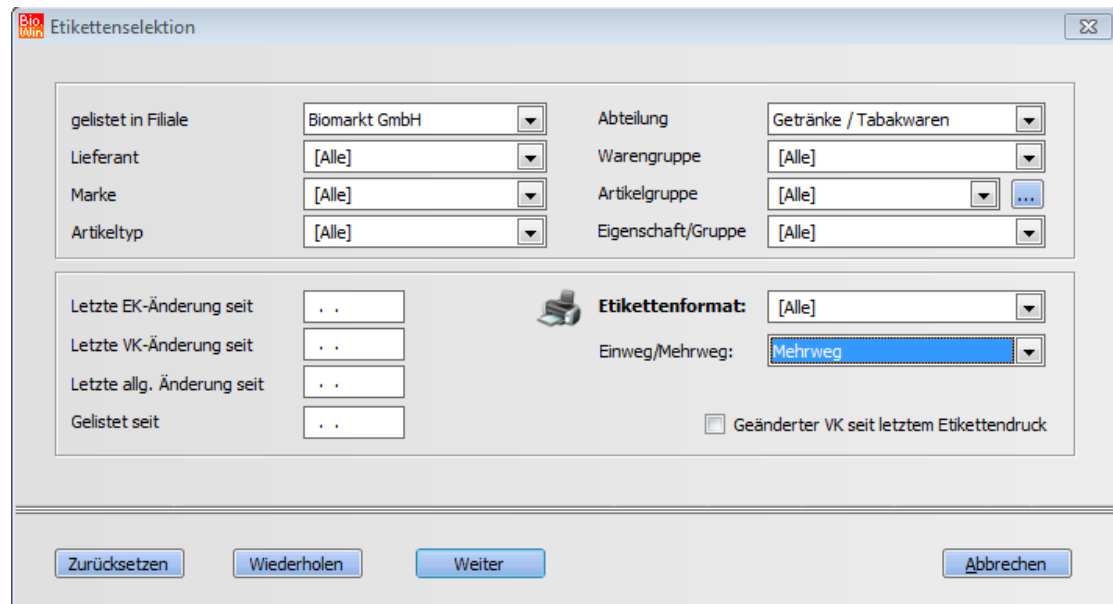 Bio Win Etikettenselektion
gelistet in Filiale Biomarkt GmbH Abteilung Getränke / Tabakwaren
Lieferant [Alle] Warengruppe [Alle]
Marke [Alle] Artikelgruppe [Alle] ...
Artikeltyp [Alle] Eigenschaft/Gruppe [Alle]
Letzte EK-Änderung seit . . Etikettenformat: [Alle]
Letzte VK-Änderung seit . . Einweg/Mehrweg: Mehrweg
Letzte allg. Änderung seit . .
Gelistet seit . . Geänderter VK seit letztem Etikettendruck
Zurücksetzen Wiederholen Weiter Abbrechen